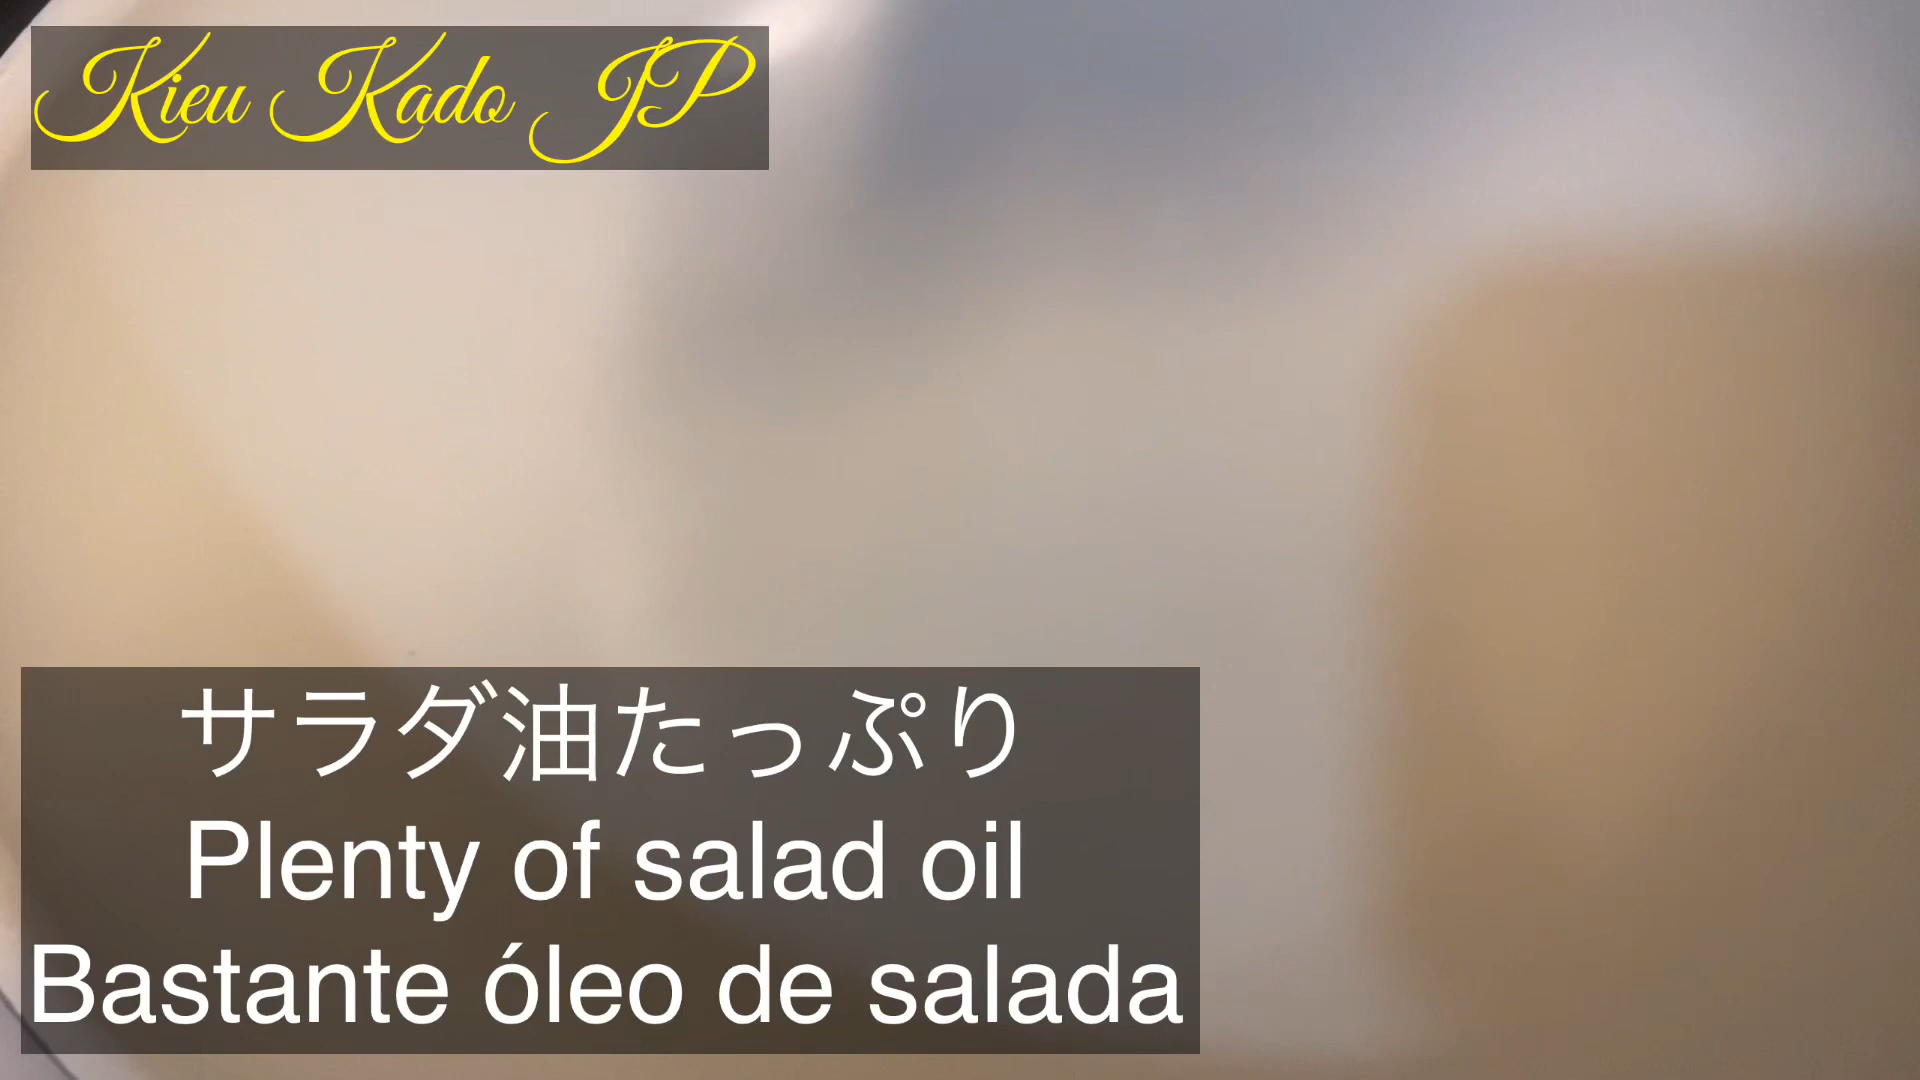 Kieu Kado JP
サラダ油たっぷり
Plenty of salad oil
Bastante óleo de salada